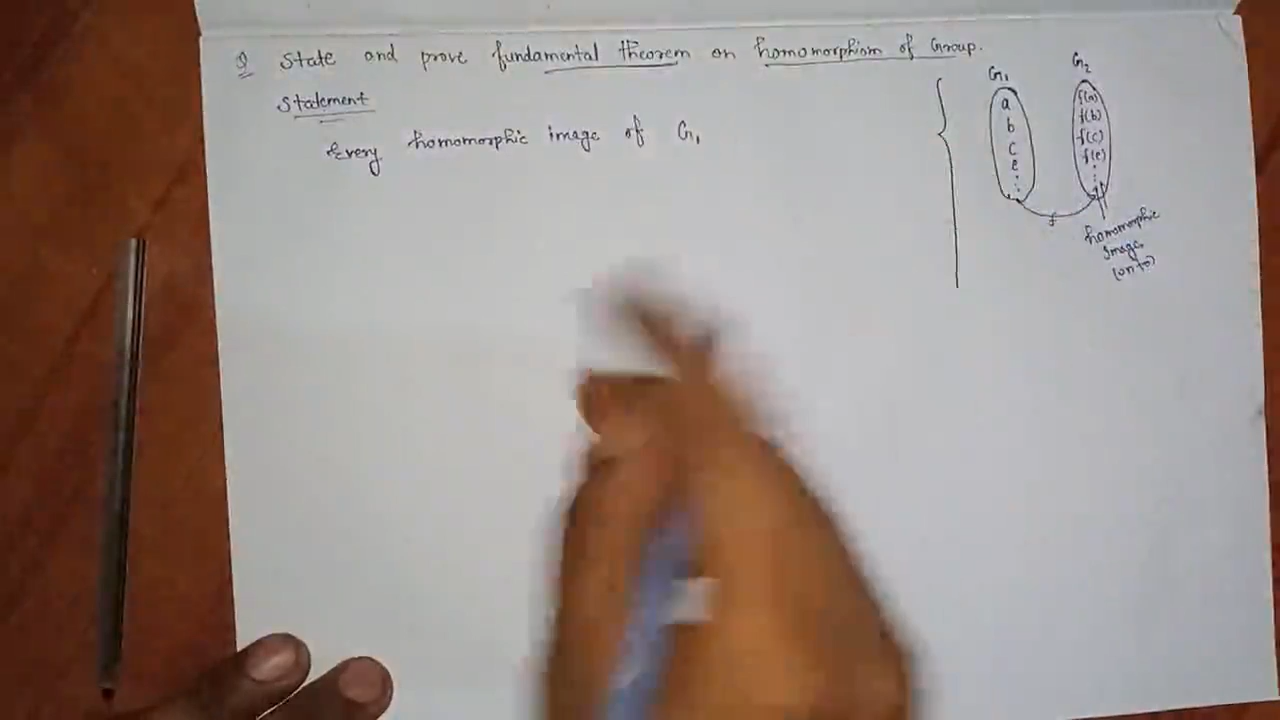 Q State and prove fundamental theorem on homomorphism of Group.
Statement
Every homomorphic image of G1
G1
a
b
c
e
G2
f(a)
f(b)
f(c)
f(e)
f
homomorphic
image
(onto)